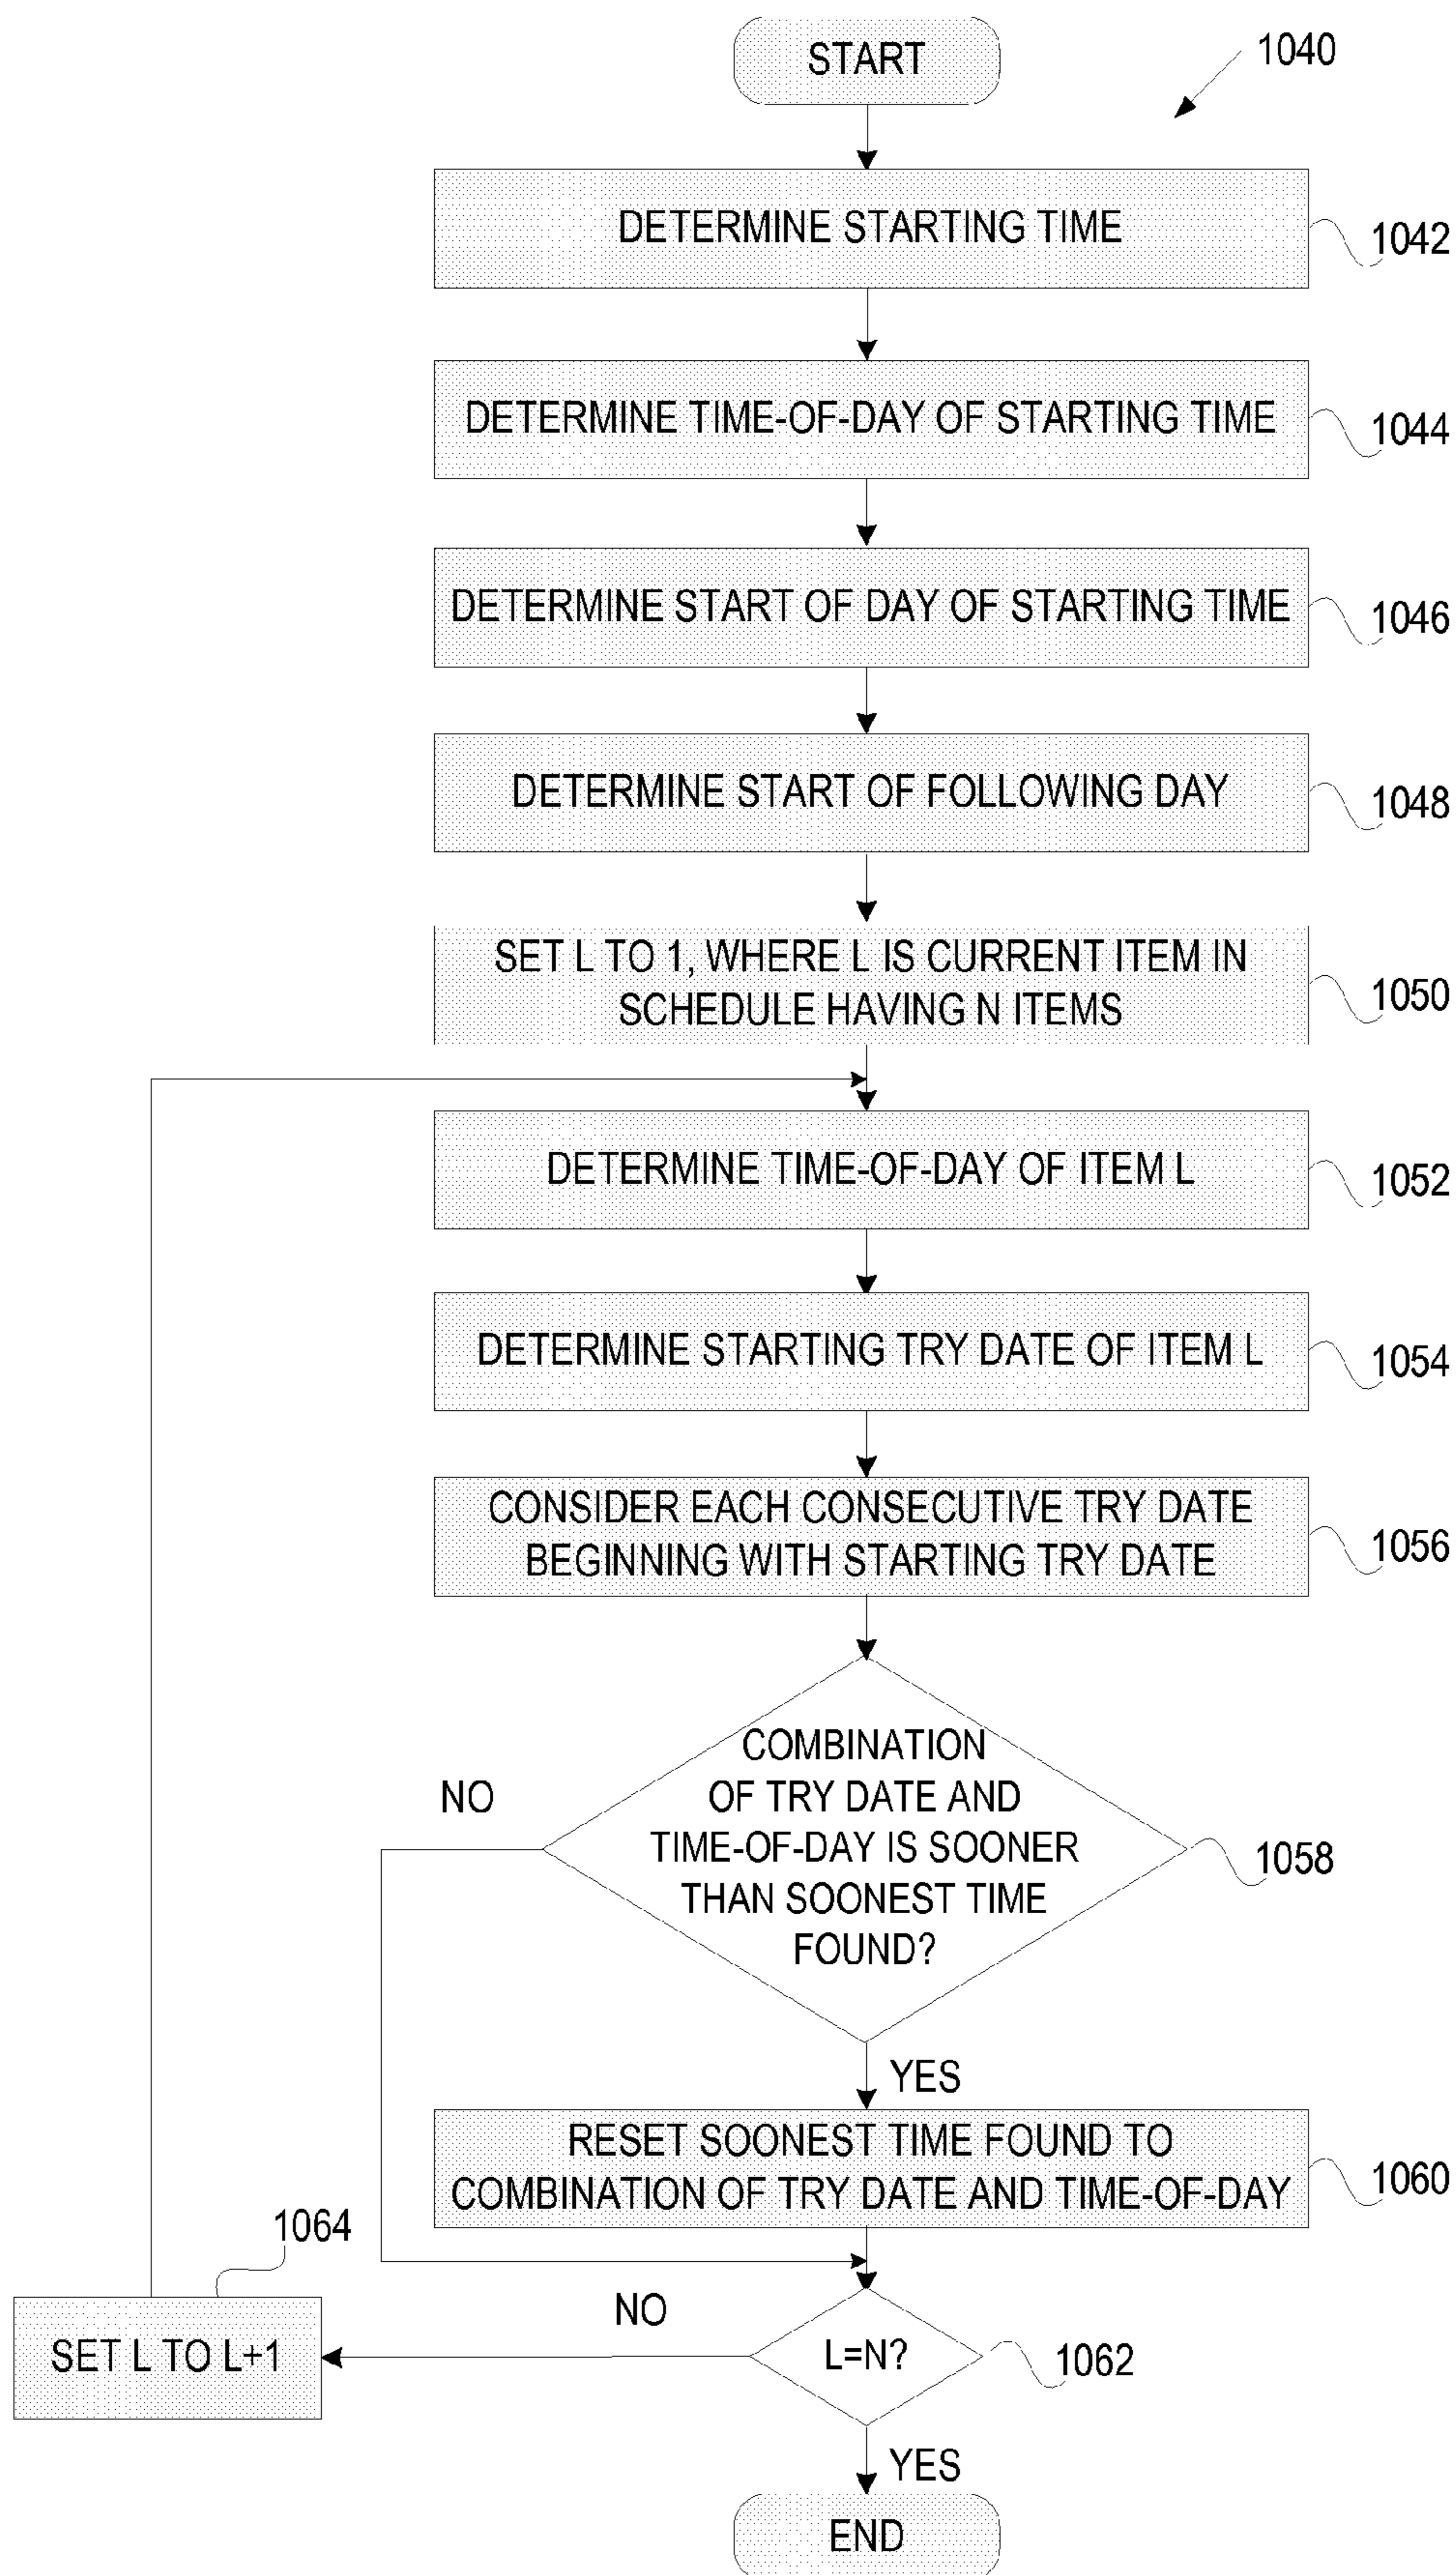 START
1040
DETERMINE STARTING TIME
1042
DETERMINE TIME-OF-DAY OF STARTING TIME
1044
DETERMINE START OF DAY OF STARTING TIME
1046
DETERMINE START OF FOLLOWING DAY
1048
SET L TO 1, WHERE L IS CURRENT ITEM IN
SCHEDULE HAVING N ITEMS
1050
DETERMINE TIME-OF-DAY OF ITEM L
1052
DETERMINE STARTING TRY DATE OF ITEM L
1054
CONSIDER EACH CONSECUTIVE TRY DATE
BEGINNING WITH STARTING TRY DATE
1056
COMBINATION
OF TRY DATE AND
TIME-OF-DAY IS SOONER
THAN SOONEST TIME
FOUND?
1058
NO
YES
RESET SOONEST TIME FOUND TO
COMBINATION OF TRY DATE AND TIME-OF-DAY
1060
1064
SET L TO L+1
NO
L=N?
1062
YES
END